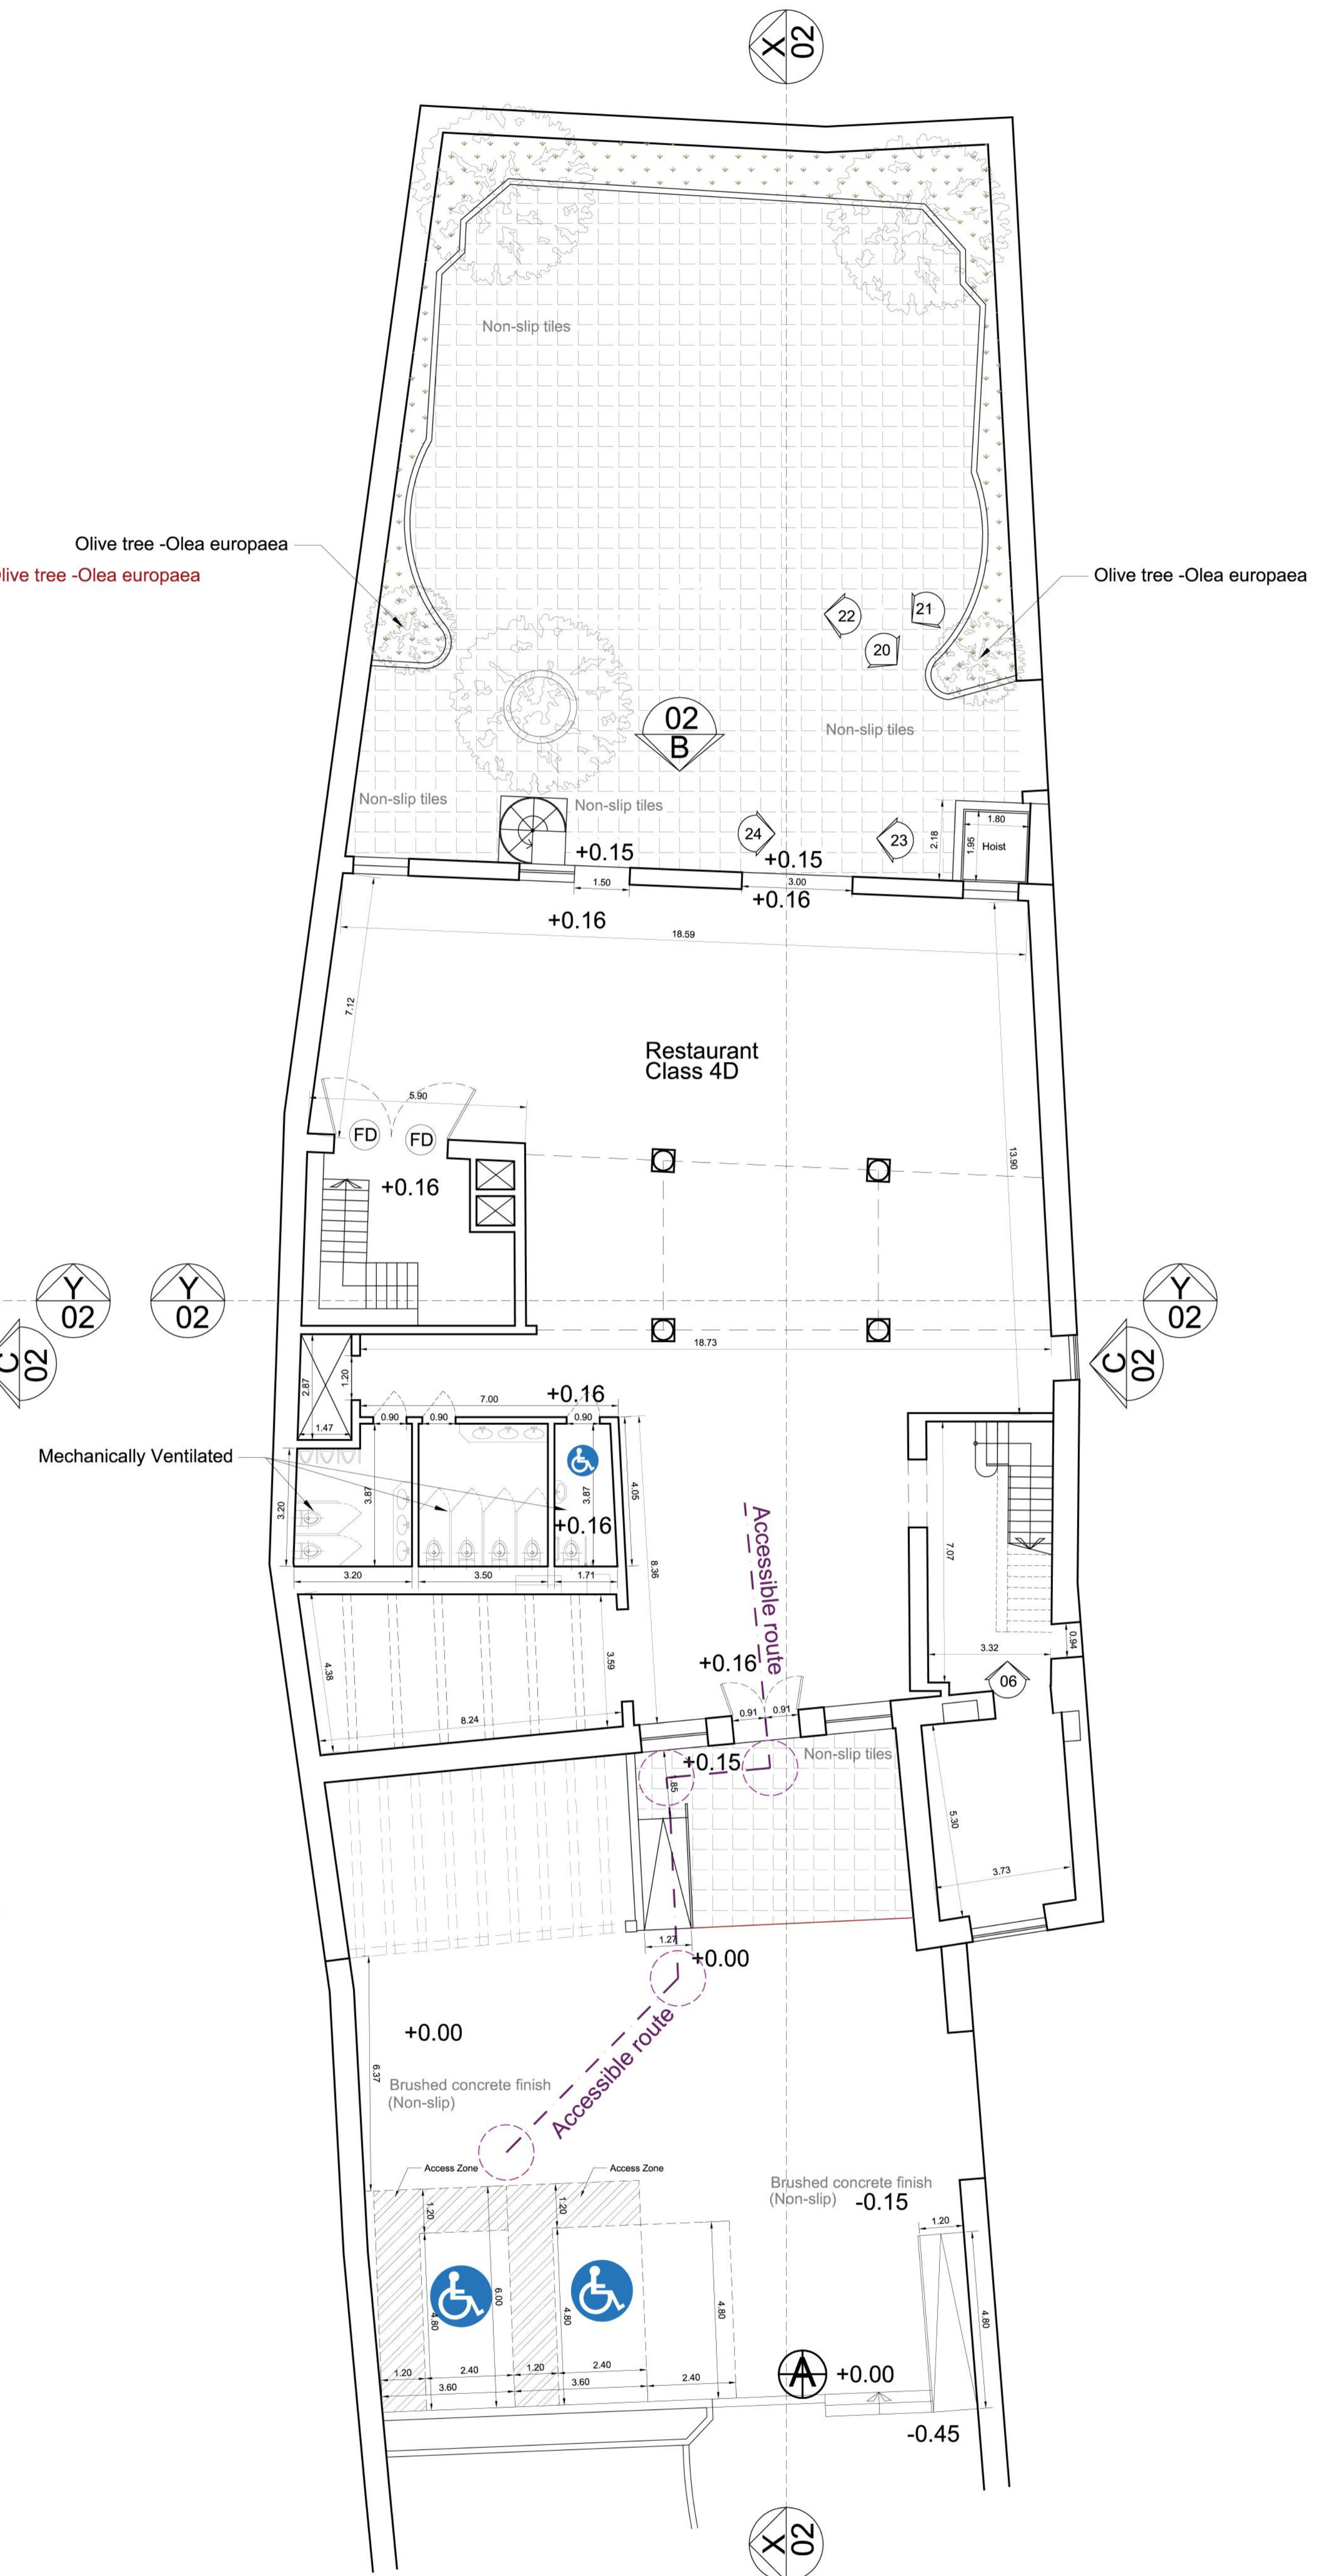 X
02
Non-slip tiles
Olive tree -Olea europaea
live tree -Olea europaea
Olive tree -Olea europaea
22
21
20
02
B
Non-slip tiles
Non-slip tiles
Non-slip tiles
24
23
2.18
1.95
1.80
Hoist
+0.15
+0.15
1.50
3.00
+0.16
+0.16
18.59
7.12
Restaurant
Class 4D
5.90
FD
FD
13.90
+0.16
Y
02
Y
02
Y
02
C
02
C
02
18.73
2.87
1.20
1.47
7.00
+0.16
0.90
0.90
0.90
Mechanically Ventilated
3.20
3.87
3.87
4.05
+0.16
3.20
3.50
1.71
8.36
Accessible route
7.07
3.32
0.94
06
4.38
3.59
8.24
+0.16
0.91
0.91
+0.15
Non-slip tiles
1.85
5.30
3.73
1.27
+0.00
+0.00
6.37
Brushed concrete finish
(Non-slip)
Accessible route
Access Zone
Access Zone
Brushed concrete finish
(Non-slip)
-0.15
1.20
1.20
1.20
4.80
6.00
4.80
4.80
4.80
1.20
2.40
1.20
2.40
2.40
3.60
3.60
A
+0.00
-0.45
X
02